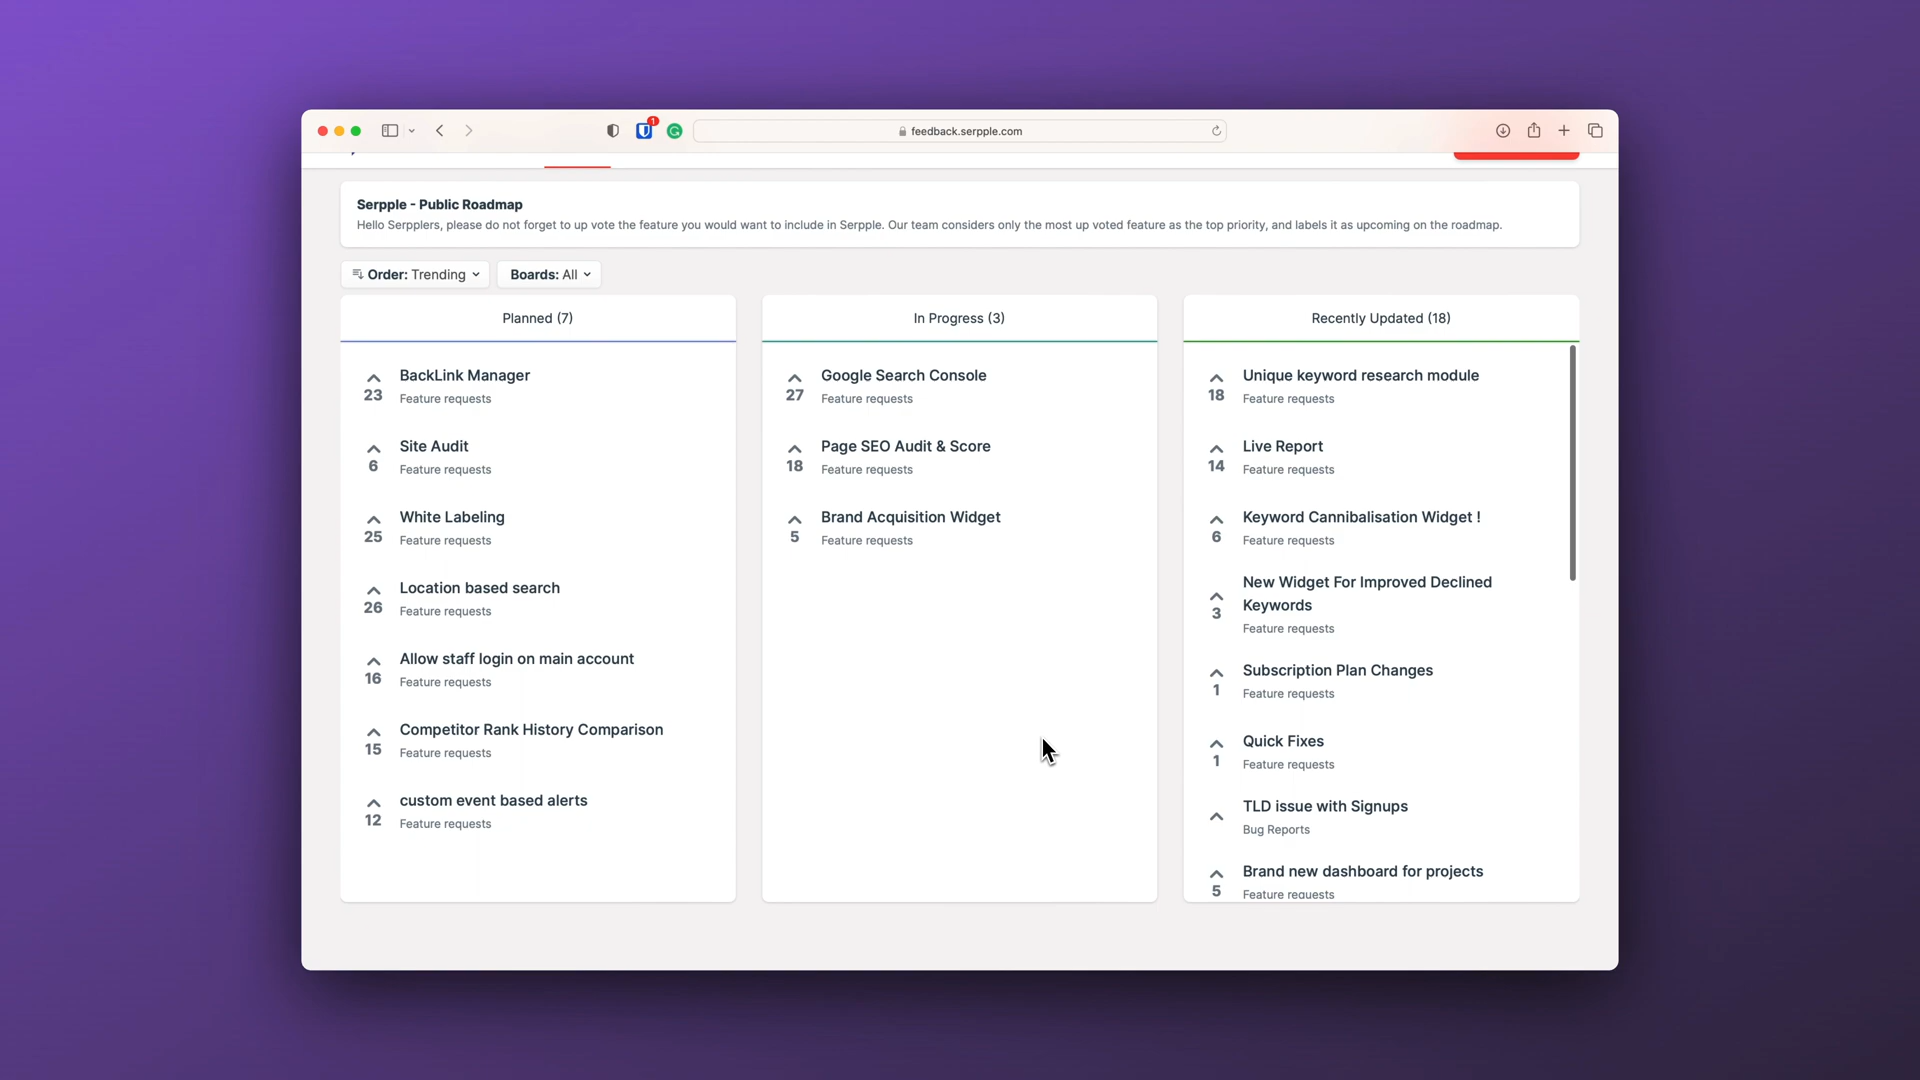 1
feedback.serpple.com
Serpple - Public Roadmap
Hello Serpplers, please do not forget to up vote the feature you would want to include in Serpple. Our team considers only the most up voted feature as the top priority, and labels it as upcoming on the roadmap.
Order: Trending
Boards: All
Planned (7)
BackLink Manager
23
Feature requests
Site Audit
6
Feature requests
White Labeling
25
Feature requests
Location based search
26
Feature requests
Allow staff login on main account
16
Feature requests
Competitor Rank History Comparison
15
Feature requests
custom event based alerts
12
Feature requests
In Progress (3)
Google Search Console
27
Feature requests
Page SEO Audit & Score
18
Feature requests
Brand Acquisition Widget
5
Feature requests
Recently Updated (18)
Unique keyword research module
18
Feature requests
Live Report
14
Feature requests
Keyword Cannibalisation Widget !
6
Feature requests
New Widget For Improved Declined
Keywords
3
Feature requests
Subscription Plan Changes
1
Feature requests
Quick Fixes
1
Feature requests
TLD issue with Signups
Bug Reports
Brand new dashboard for projects
5
Feature requests